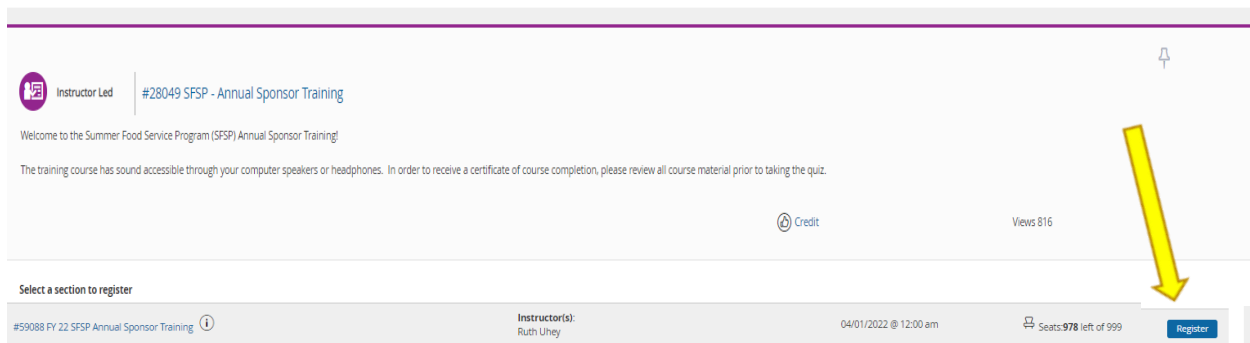 Instructor Led
#28049 SFSP - Annual Sponsor Training
Welcome to the Summer Food Service Program (SFSP) Annual Sponsor Training!
The training course has sound accessible through your computer speakers or headphones. In order to receive a certificate of course completion, please review all course material prior to taking the quiz.
Credit
Views 816
Select a section to register
#59088 FY 22 SFSP Annual Sponsor Training
Instructor(s):
Ruth Uhey
04/01/2022 @ 12:00 am
Seats:978 left of 999
Register